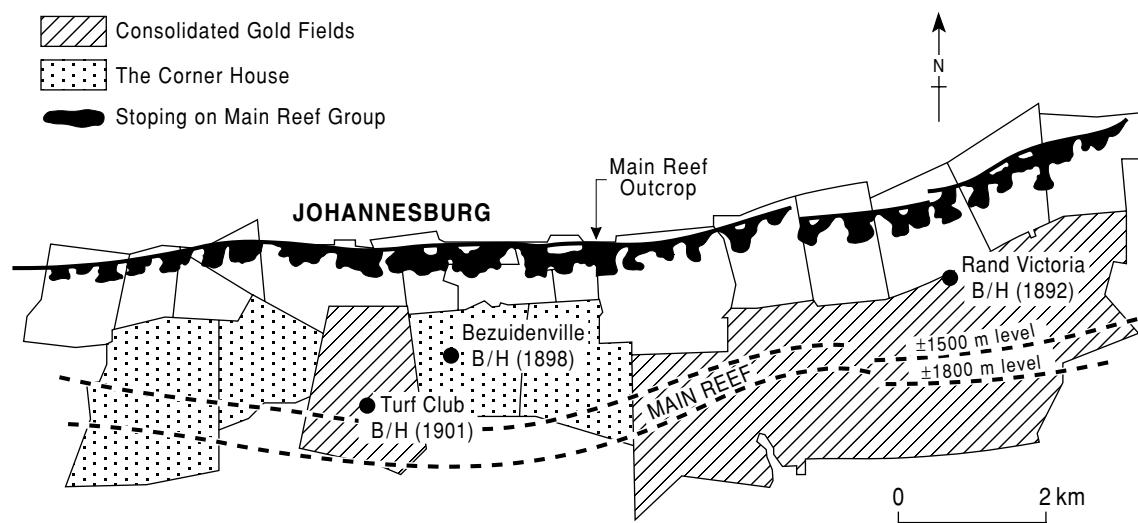 Consolidated Gold Fields
The Corner House
Stoping on Main Reef Group
N
Main Reef
Outcrop
JOHANNESBURG
Rand Victoria
B/H (1892)
Bezuidenville
B/H (1898)
±1500 m level
±1800 m level
MAIN REEF
Turf Club
B/H (1901)
0 2 km